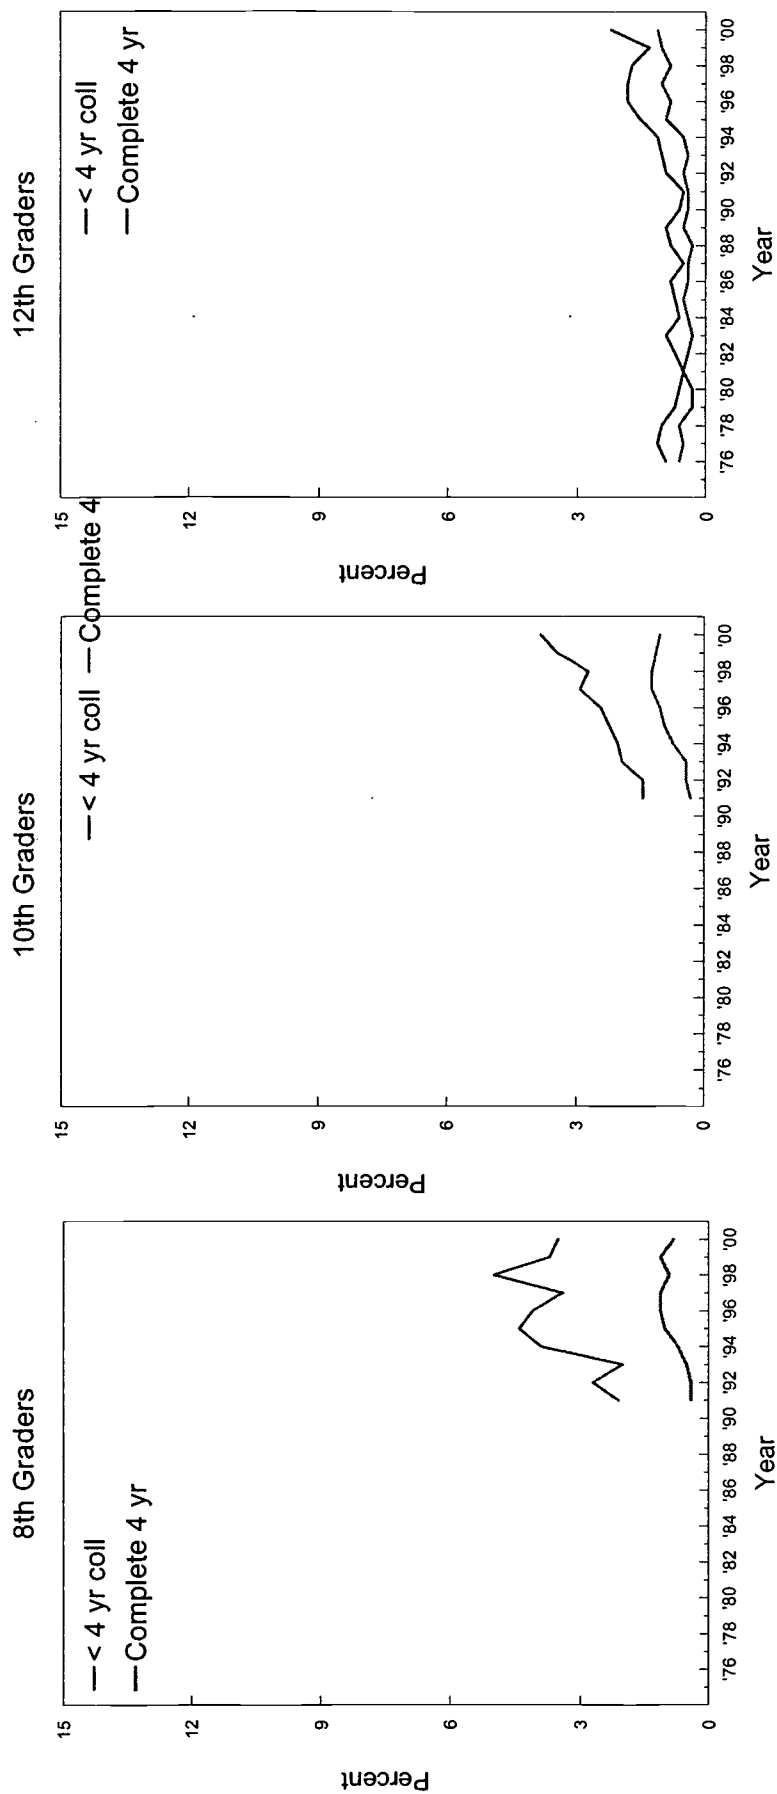 8th Graders
< 4 yr coll
Complete 4 yr
Percent
15
12
9
6
3
0
'76 '78 '80 '82 '84 '86 '88 '90 '92 '94 '96 '98 '00
Year
10th Graders
< 4 yr coll Complete 4
Percent
15
12
9
6
3
0
'76 '78 '80 '82 '84 '86 '88 '90 '92 '94 '96 '98 '00
Year
12th Graders
< 4 yr coll
Complete 4 yr
Percent
15
12
9
6
3
0
'76 '78 '80 '82 '84 '86 '88 '90 '92 '94 '96 '98 '00
Year